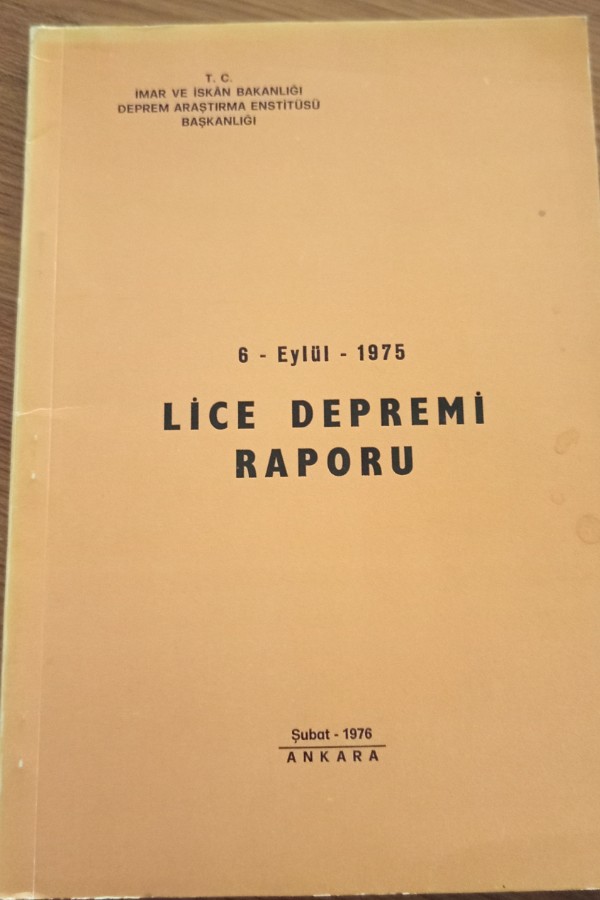 T. C.
İMAR VE İSKÂN BAKANLIĞI
DEPREM ARAŞTIRMA ENSTİTÜSÜ
BAŞKANLIĞI
6 - Eylül - 1975
LİCE DEPREMİ
RAPORU
Şubat - 1976
ANKARA